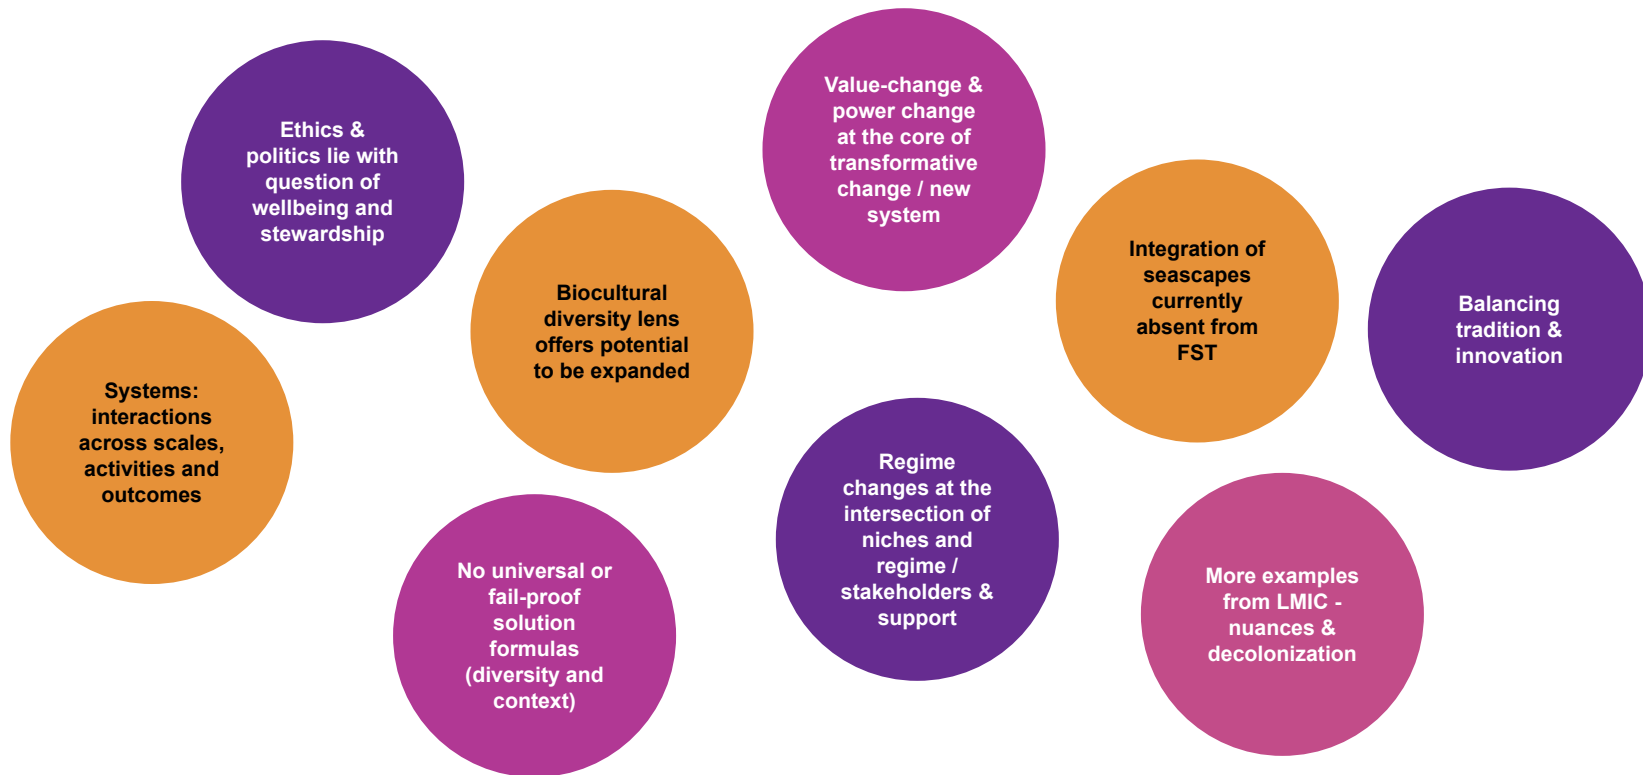 Ethics &
politics lie with
question of
wellbeing and
stewardship
Value-change &
power change
at the core of
transformative
change / new
system
Biocultural
diversity lens
offers potential
to be expanded
Integration of
seascapes
currently
absent from
FST
Balancing
tradition &
innovation
Systems:
interactions
across scales,
activities and
outcomes
No universal or
fail-proof
solution
formulas
(diversity and
context)
Regime
changes at the
intersection of
niches and
regime /
stakeholders &
support
More examples
from LMIC -
nuances &
decolonization